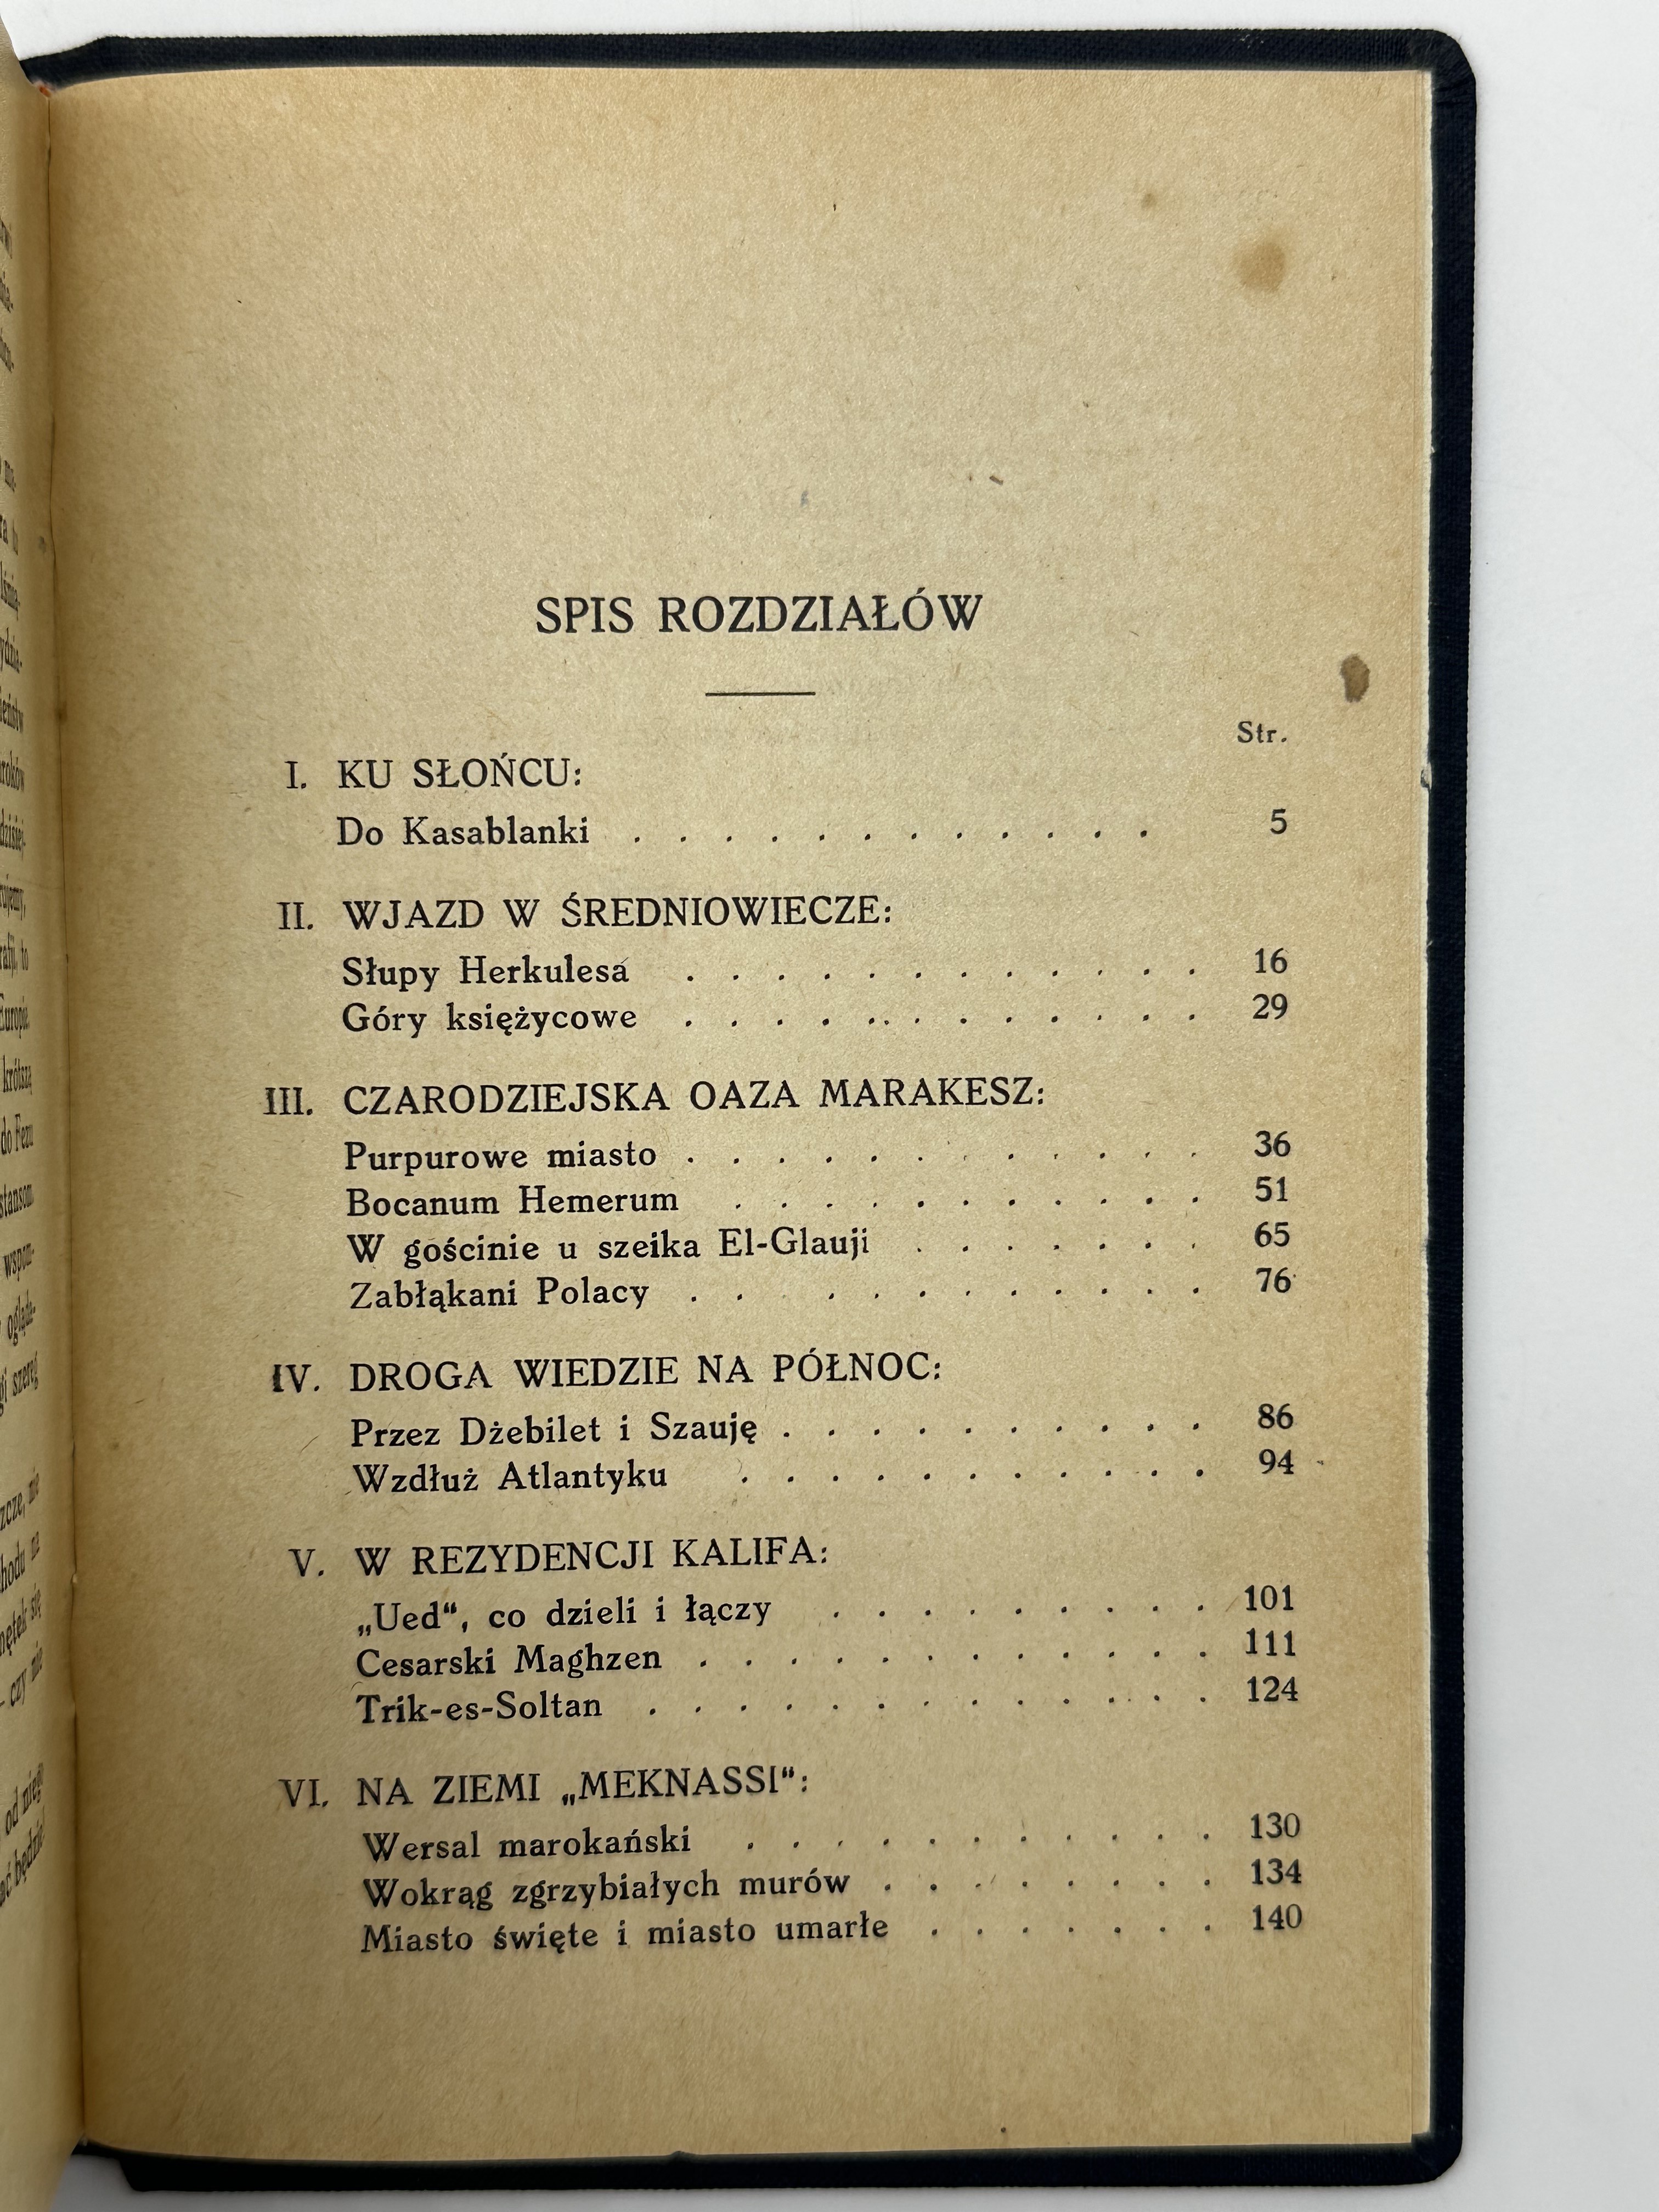 SPIS ROZDZIAŁÓW
Str.
I. KU SŁOŃCU:
Do Kasablanki . . . . . . . . . . . . 5
II. WJAZD W ŚREDNIOWIECZE:
Słupy Herkulesa . . . . . . . . . . . . 16
Góry księżycowe . . . . . . . . . . . . 29
III. CZARODZIEJSKA OAZA MARAKESZ:
Purpurowe miasto . . . . . . . . . . . . 36
Bocanum Hemerum . . . . . . . . . . . 51
W gościnie u szeika El-Glauji . . . . . . . 65
Zabłąkani Polacy . . . . . . . . . . . 76
IV. DROGA WIEDZIE NA PÓŁNOC:
Przez Dżebilet i Szauję . . . . . . . . . . 86
Wzdłuż Atlantyku . . . . . . . . . . . 94
V. W REZYDENCJI KALIFA:
„Ued“, co dzieli i łączy . . . . . . . . . 101
Cesarski Maghzen . . . . . . . . . . . . 111
Trik-es-Soltan . . . . . . . . . . . . . 124
VI. NA ZIEMI „MEKNASSI“:
Wersal marokański . . . . . . . . . . . 130
Wokrąg zgrzybiałych murów . . . . . . . . 134
Miasto święte i miasto umarłe . . . . . . . 140